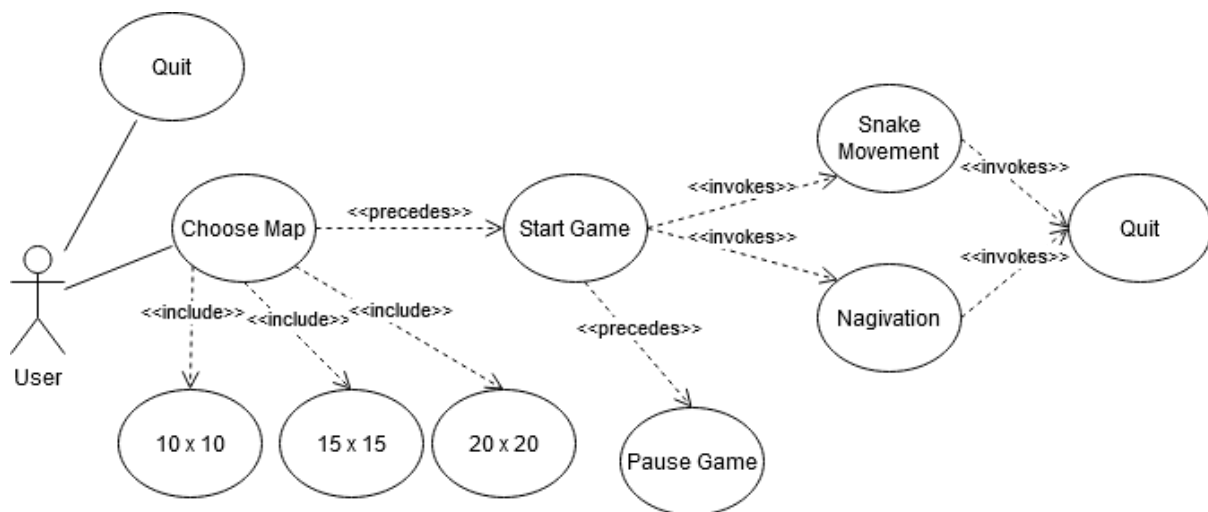 Quit
Snake
Movement
<<invokes>>
<<invokes>>
Choose Map
<<precedes>>
Start Game
<<invokes>>
<<invokes>>
Quit
<<include>>
<<include>>
<<include>>
<<precedes>>
Nagivation
User
10 x 10
15 x 15
20 x 20
Pause Game